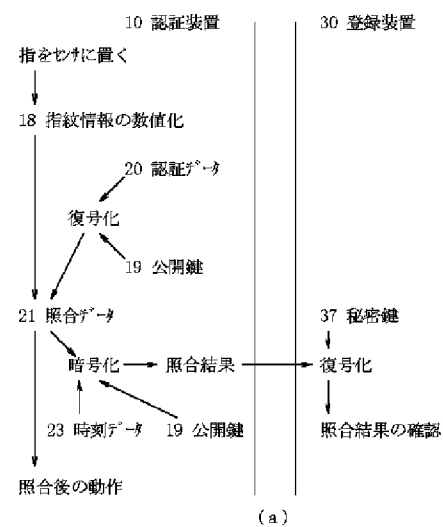 10 認証装置 30 登録装置
指をｾﾝｻに置く
18 指紋情報の数値化
20 認証ﾃﾞｰﾀ
復号化
19 公開鍵
21 照合ﾃﾞｰﾀ 37 秘密鍵
暗号化 照合結果 復号化
23 時刻ﾃﾞｰﾀ 19 公開鍵 照合結果の確認
照合後の動作
(a)